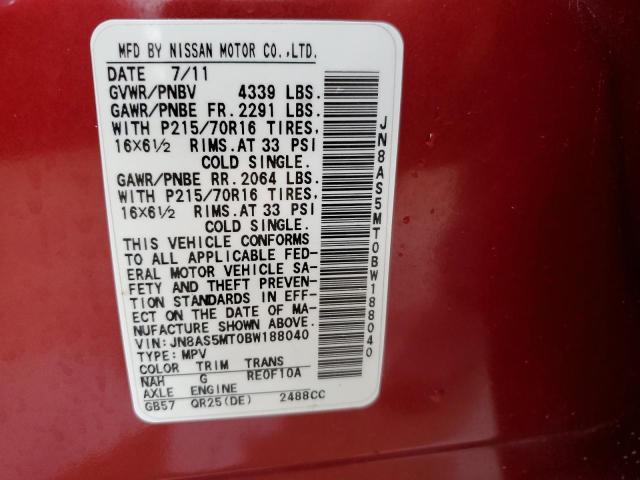 MFD BY NISSAN MOTOR CO.,LTD.
DATE 7/11
GVWR/PNBV 4339 LBS.
GAWR/PNBE FR. 2291 LBS.
WITH P215/70R16 TIRES,
16X6½ RIMS.AT 33 PSI
COLD SINGLE.
GAWR/PNBE RR. 2064 LBS.
WITH P215/70R16 TIRES,
16X6½ RIMS.AT 33 PSI
COLD SINGLE.
THIS VEHICLE CONFORMS
TO ALL APPLICABLE FED-
ERAL MOTOR VEHICLE SA-
FETY AND THEFT PREVEN-
TION STANDARDS IN EFF-
ECT ON THE DATE OF MA-
NUFACTURE SHOWN ABOVE.
VIN: JN8AS5MT0BW188040
TYPE: MPV
COLOR TRIM TRANS
NAH G RE0F10A
AXLE ENGINE
GB57 QR25(DE) 2488CC
JN8AS5MT0BW188040